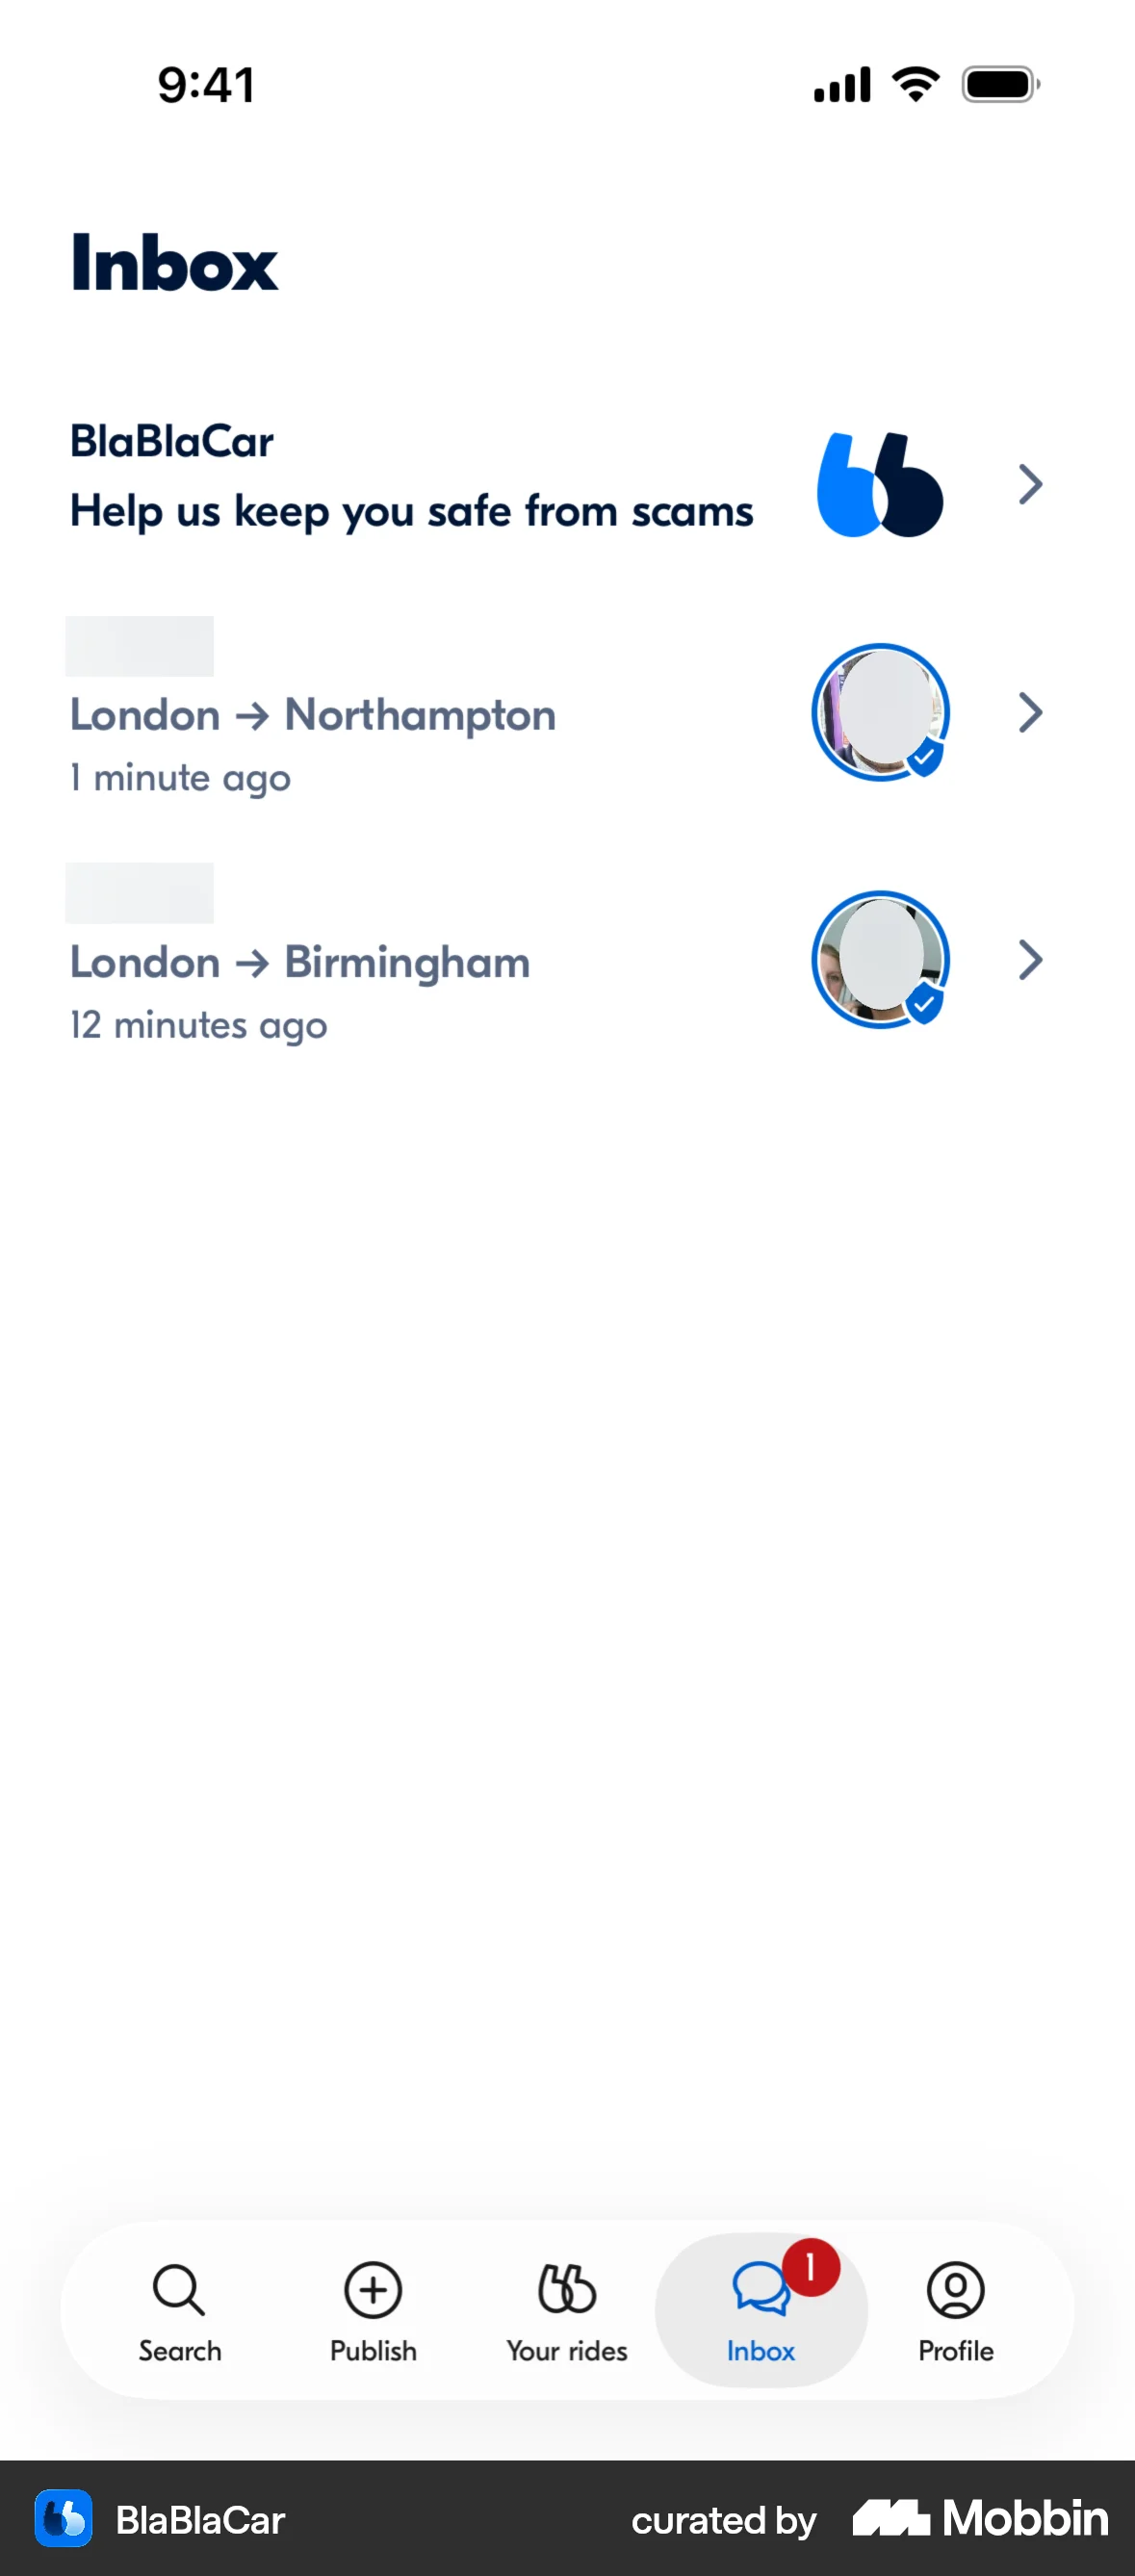 9:41
Inbox
BlaBlaCar
Help us keep you safe from scams
London → Northampton
1 minute ago
London → Birmingham
12 minutes ago
1
Search
Publish
Your rides
Inbox
Profile
BlaBlaCar
curated by Mobbin